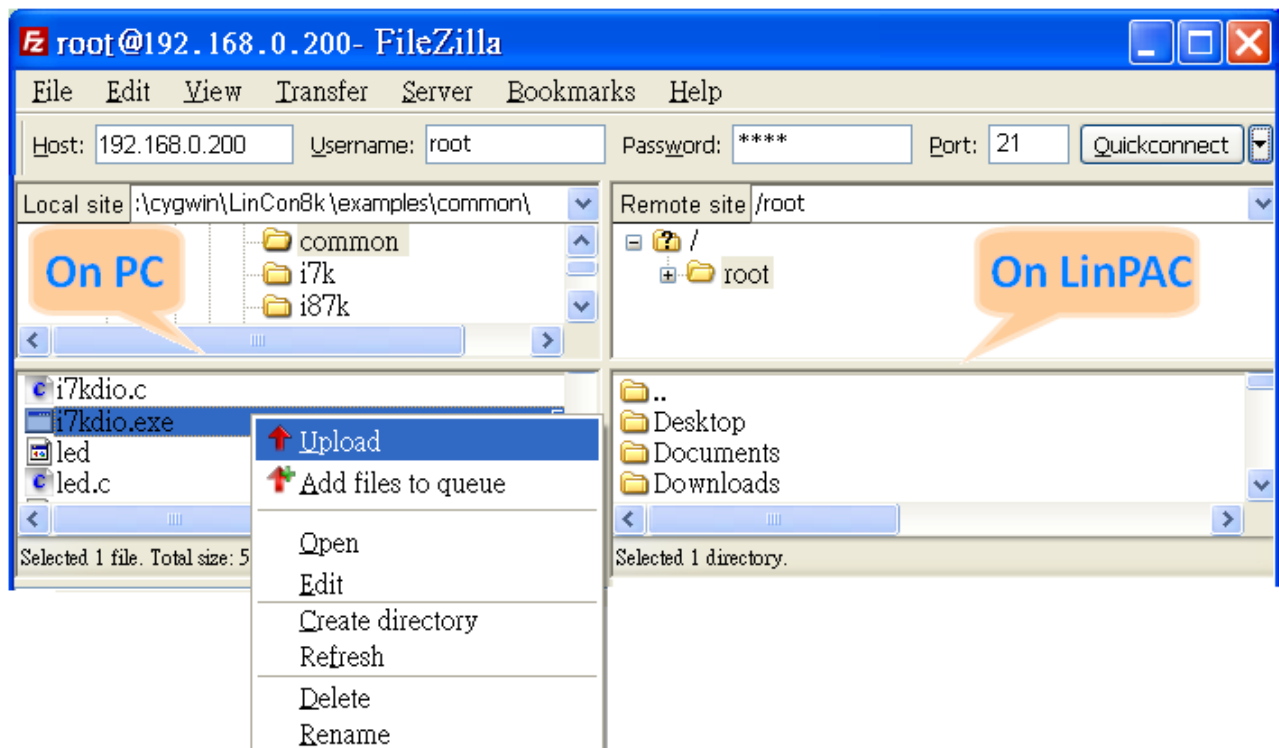 root@192.168.0.200- FileZilla
File Edit View Transfer Server Bookmarks Help
Host: 192.168.0.200 Username: root Password: **** Port: 21 Quickconnect
Local site :\cygwin\LinCon8k\examples\common\
Remote site /root
common
i7k
i87k
On PC
/
root
On LinPAC
i7kdio.c
i7kdio.exe
led
led.c
Selected 1 file. Total size: 5
Upload
Add files to queue
Open
Edit
Create directory
Refresh
Delete
Rename
..
Desktop
Documents
Downloads
Selected 1 directory.